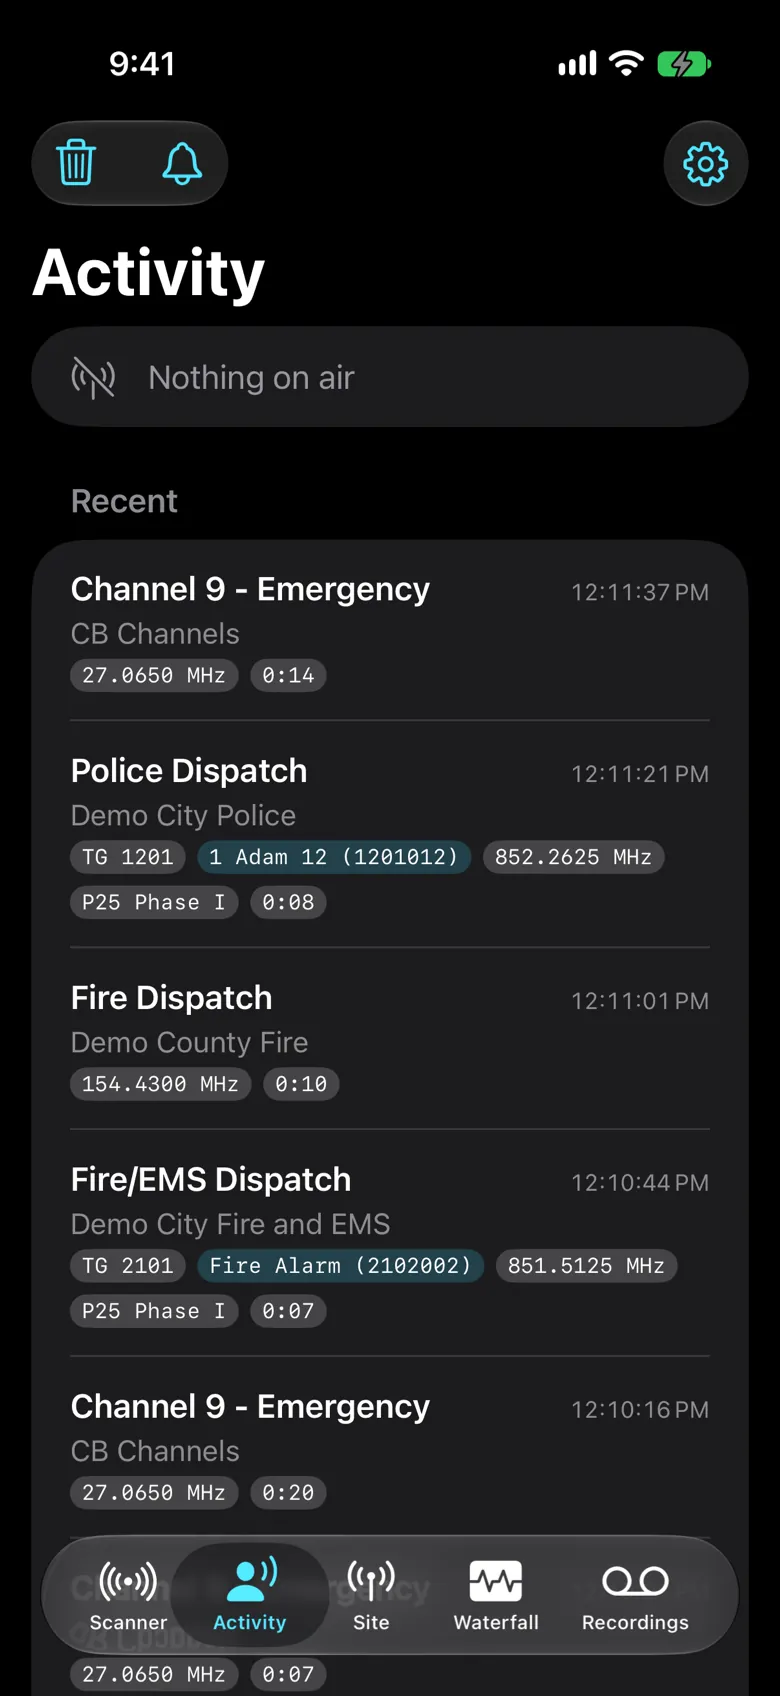 9:41
Activity
Nothing on air
Recent
Channel 9 - Emergency 12:11:37 PM
CB Channels
27.0650 MHz 0:14
Police Dispatch 12:11:21 PM
Demo City Police
TG 1201 1 Adam 12 (1201012) 852.2625 MHz
P25 Phase I 0:08
Fire Dispatch 12:11:01 PM
Demo County Fire
154.4300 MHz 0:10
Fire/EMS Dispatch 12:10:44 PM
Demo City Fire and EMS
TG 2101 Fire Alarm (2102002) 851.5125 MHz
P25 Phase I 0:07
Channel 9 - Emergency 12:10:16 PM
CB Channels
27.0650 MHz 0:20
Scanner Activity Site Waterfall Recordings
27.0650 MHz 0:07